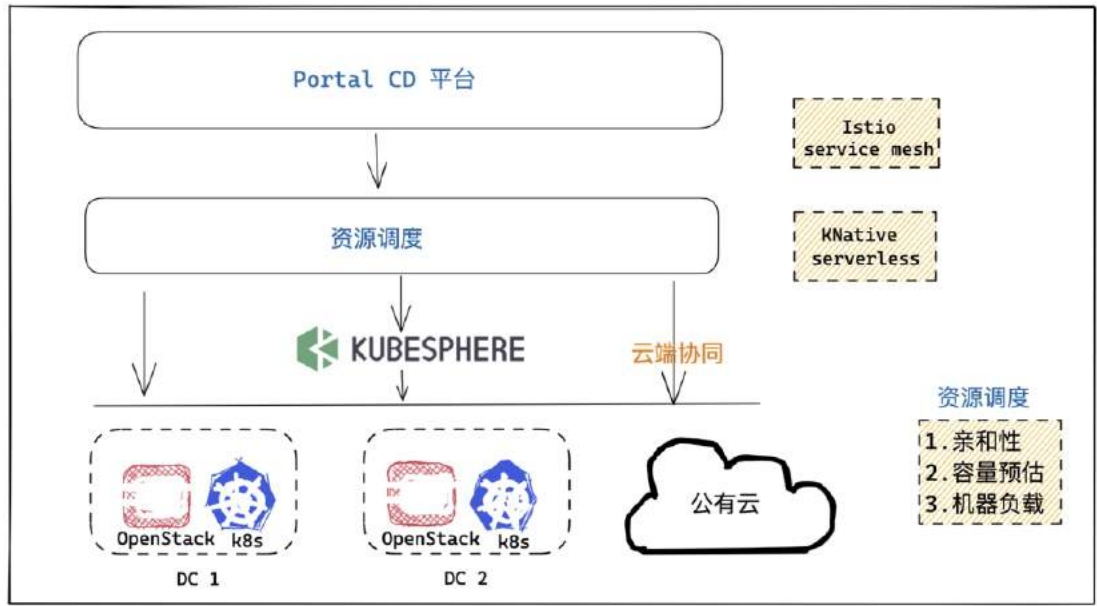 Portal CD 平台
Istio
service mesh
资源调度
KNative
serverless
KUBESPHERE
云端协同
资源调度
1.亲和性
2.容量预估
3.机器负载
OpenStack k8s
DC 1
OpenStack k8s
DC 2
公有云